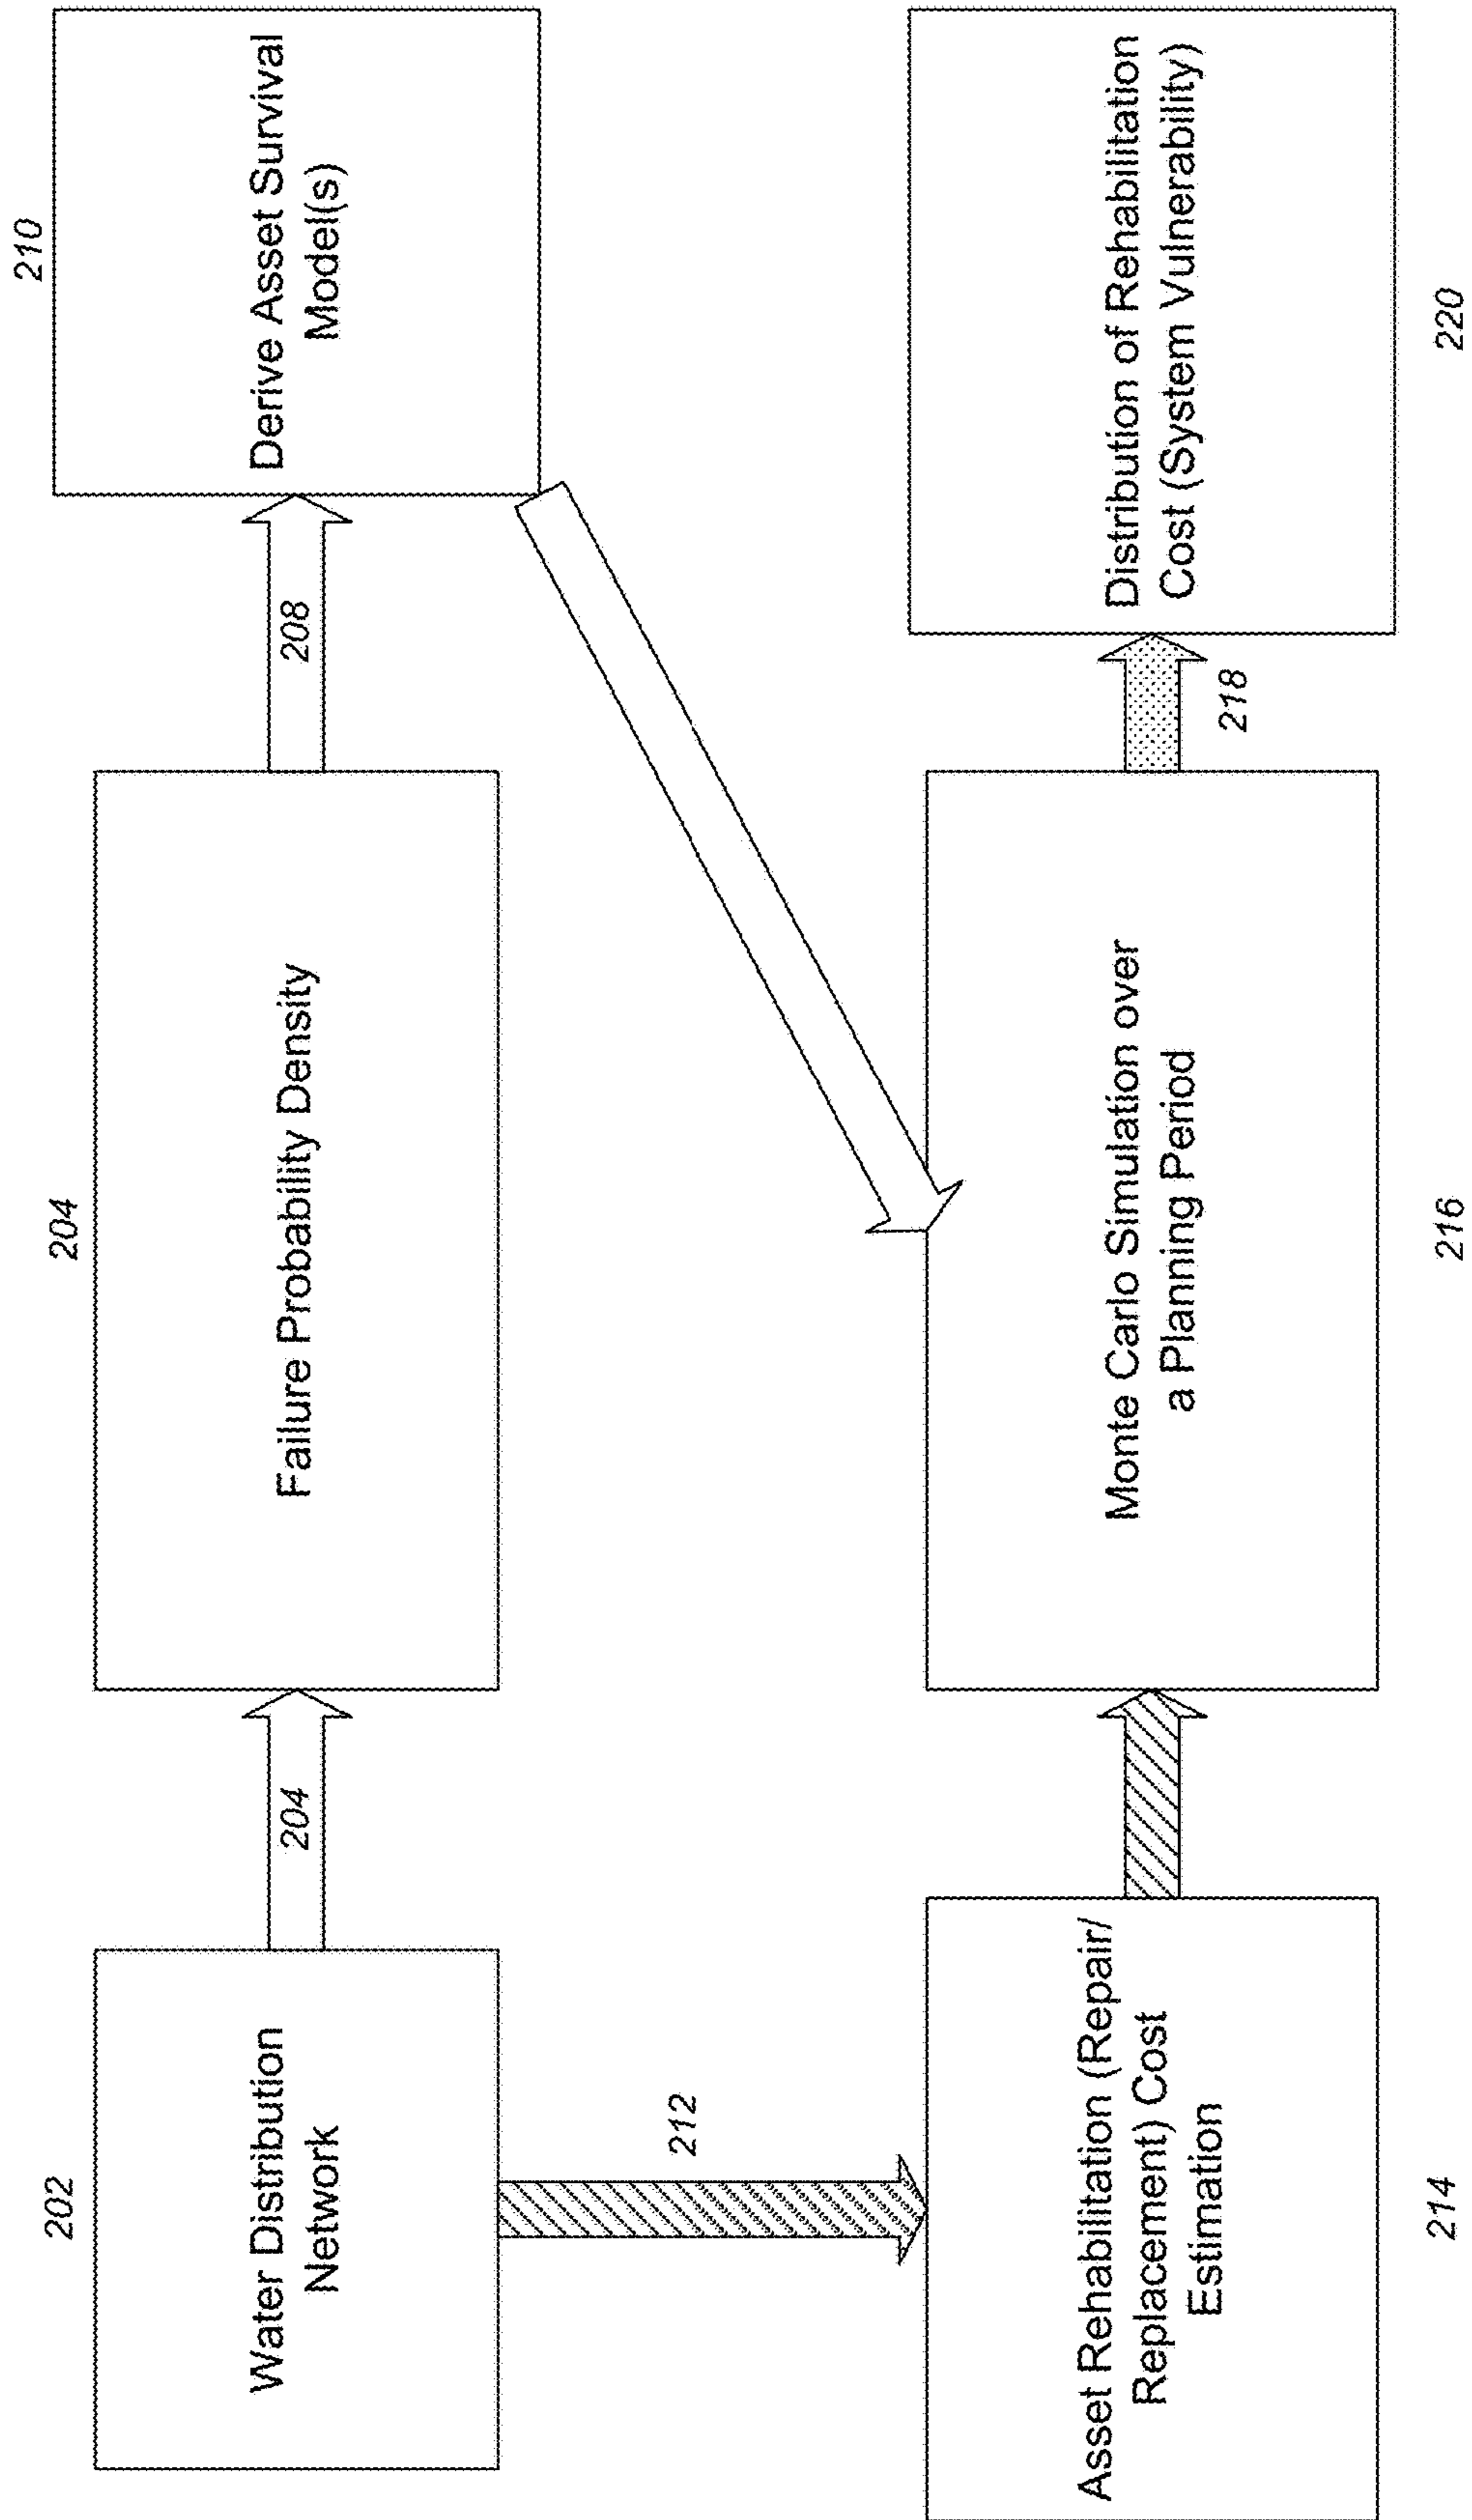 202
Water Distribution
Network
204
204
Failure Probability Density
208
210
Derive Asset Survival
Model(s)
212
Asset Rehabilitation (Repair/
Replacement) Cost
Estimation
214
Monte Carlo Simulation over
a Planning Period
216
218
Distribution of Rehabilitation
Cost (System Vulnerability)
220